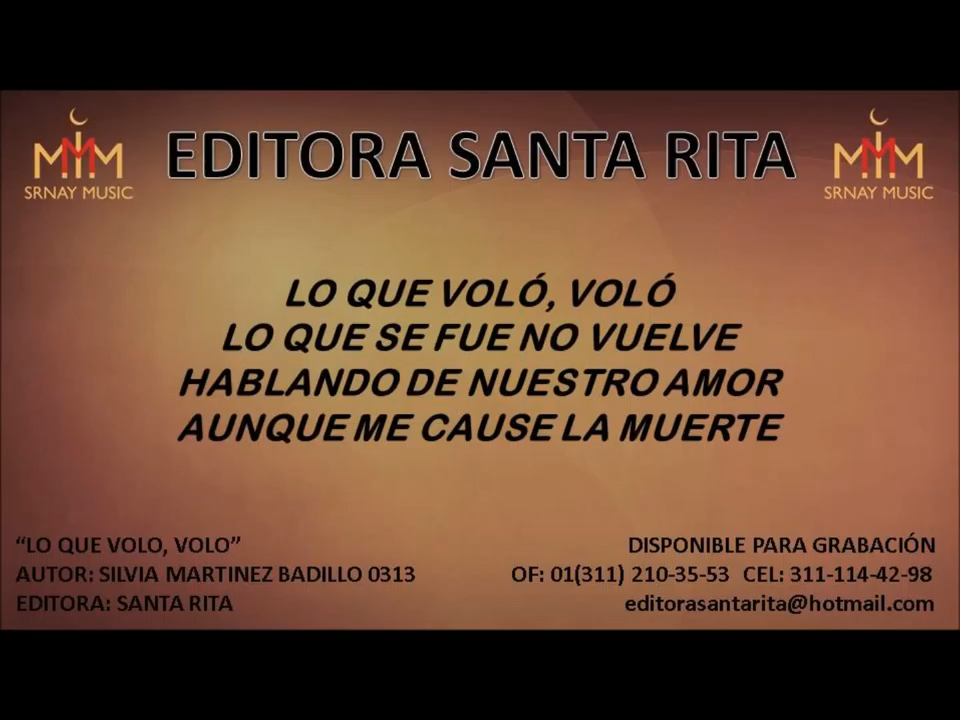 EDITORA SANTA RITA
SRNAY MUSIC
SRNAY MUSIC
LO QUE VOLÓ, VOLÓ
LO QUE SE FUE NO VUELVE
HABLANDO DE NUESTRO AMOR
AUNQUE ME CAUSE LA MUERTE
“LO QUE VOLO, VOLO”
AUTOR: SILVIA MARTINEZ BADILLO 0313
EDITORA: SANTA RITA
DISPONIBLE PARA GRABACIÓN
OF: 01(311) 210-35-53 CEL: 311-114-42-98
editorasantarita@hotmail.com